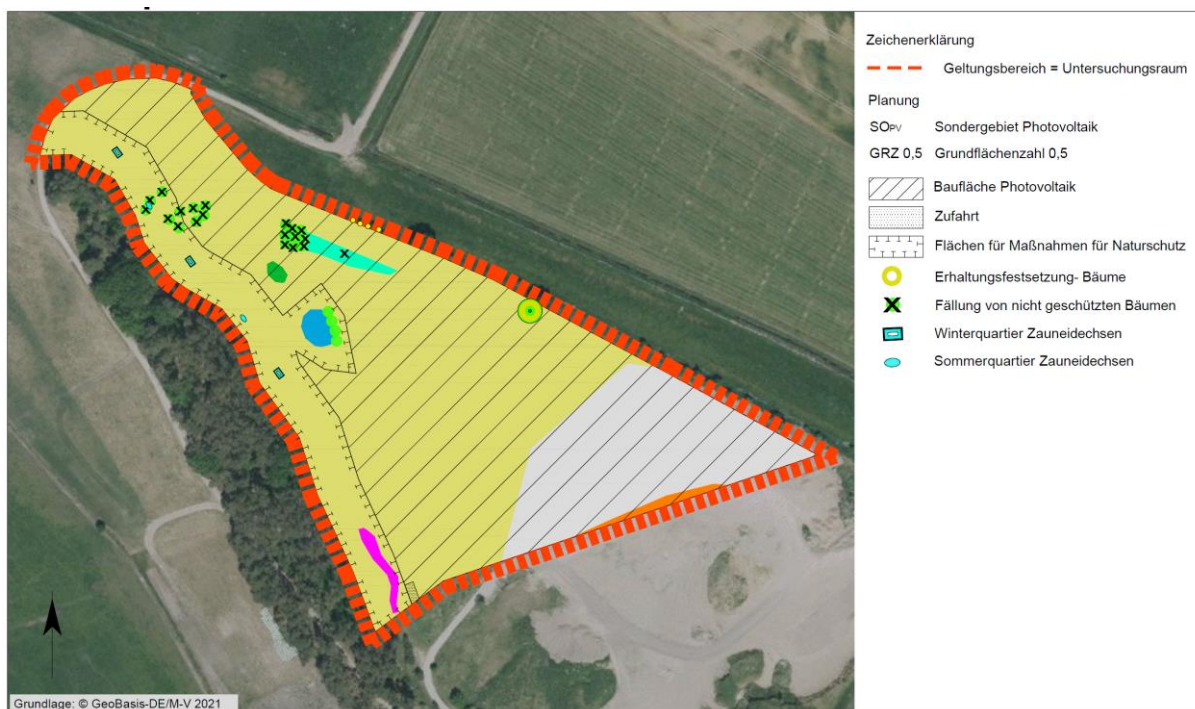 Zeichenerklärung
Geltungsbereich = Untersuchungsraum
Planung
SOPV Sondergebiet Photovoltaik
GRZ 0,5 Grundflächenzahl 0,5
Baufläche Photovoltaik
Zufahrt
Flächen für Maßnahmen für Naturschutz
Erhaltungsfestsetzung- Bäume
Fällung von nicht geschützten Bäumen
Winterquartier Zauneidechsen
Sommerquartier Zauneidechsen
Grundlage: © GeoBasis-DE/M-V 2021